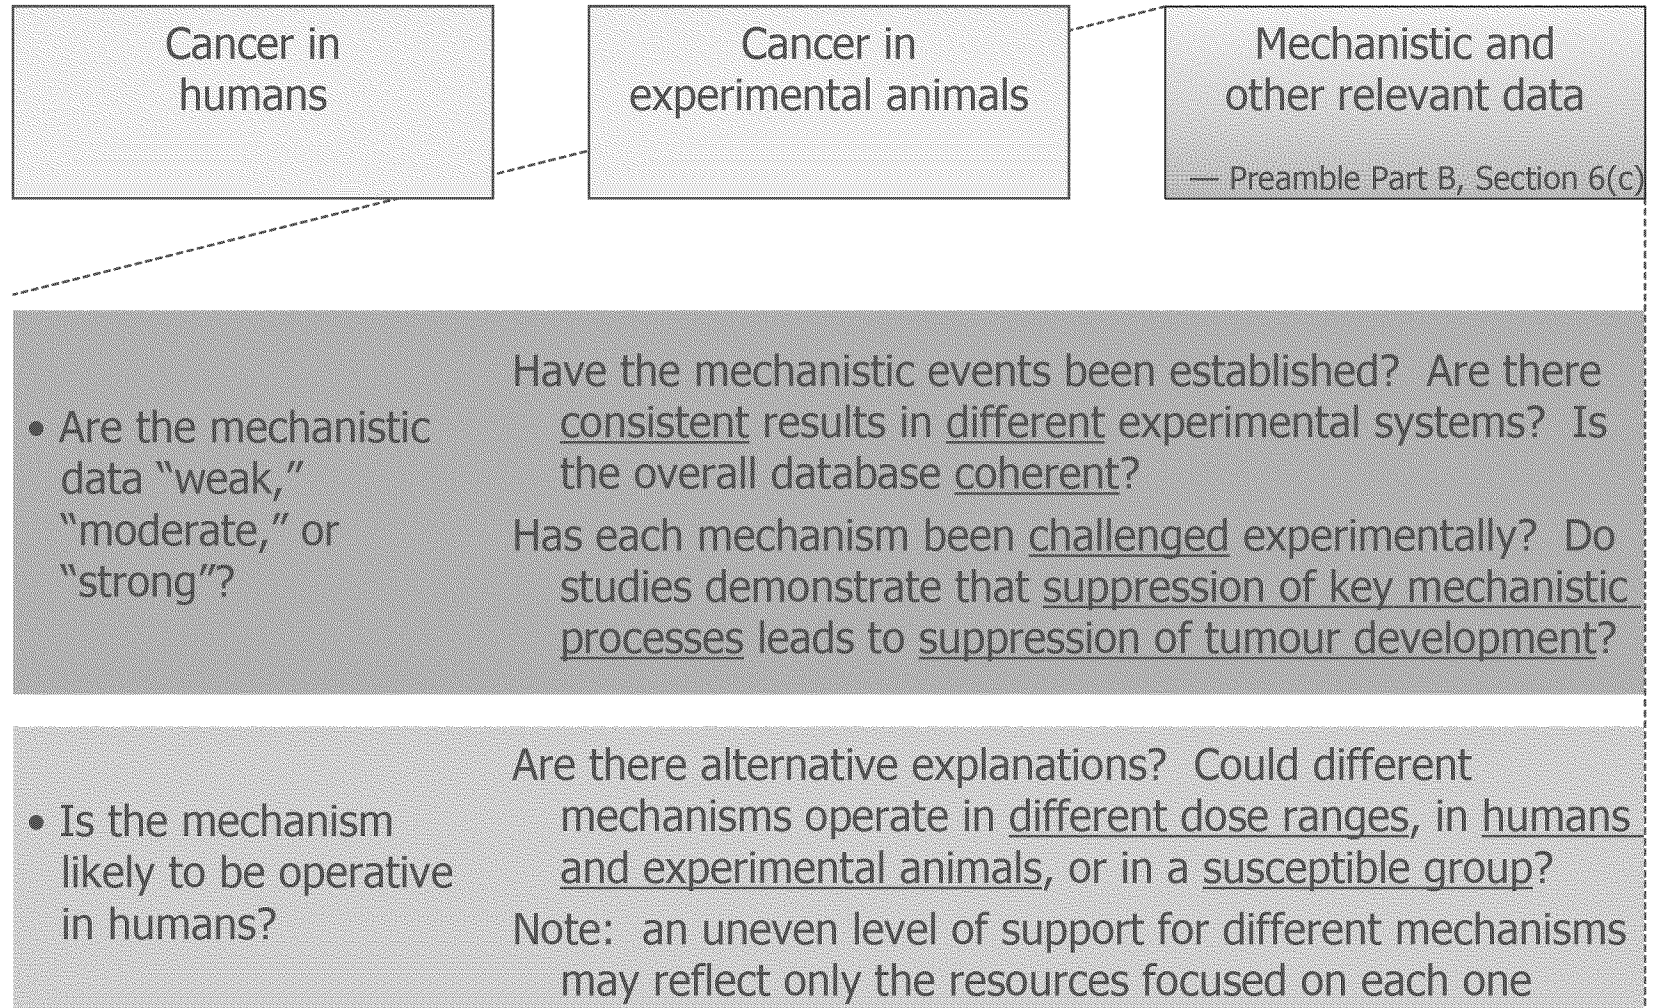 Cancer in
humans
Cancer in
experimental animals
Mechanistic and
other relevant data
— Preamble Part B, Section 6(c)
• Are the mechanistic
data “weak,”
“moderate,” or
“strong”?
Have the mechanistic events been established?  Are there
consistent results in different experimental systems?  Is
the overall database coherent?
Has each mechanism been challenged experimentally?  Do
studies demonstrate that suppression of key mechanistic
processes leads to suppression of tumour development?
• Is the mechanism
likely to be operative
in humans?
Are there alternative explanations?  Could different
mechanisms operate in different dose ranges, in humans
and experimental animals, or in a susceptible group?
Note:  an uneven level of support for different mechanisms
may reflect only the resources focused on each one